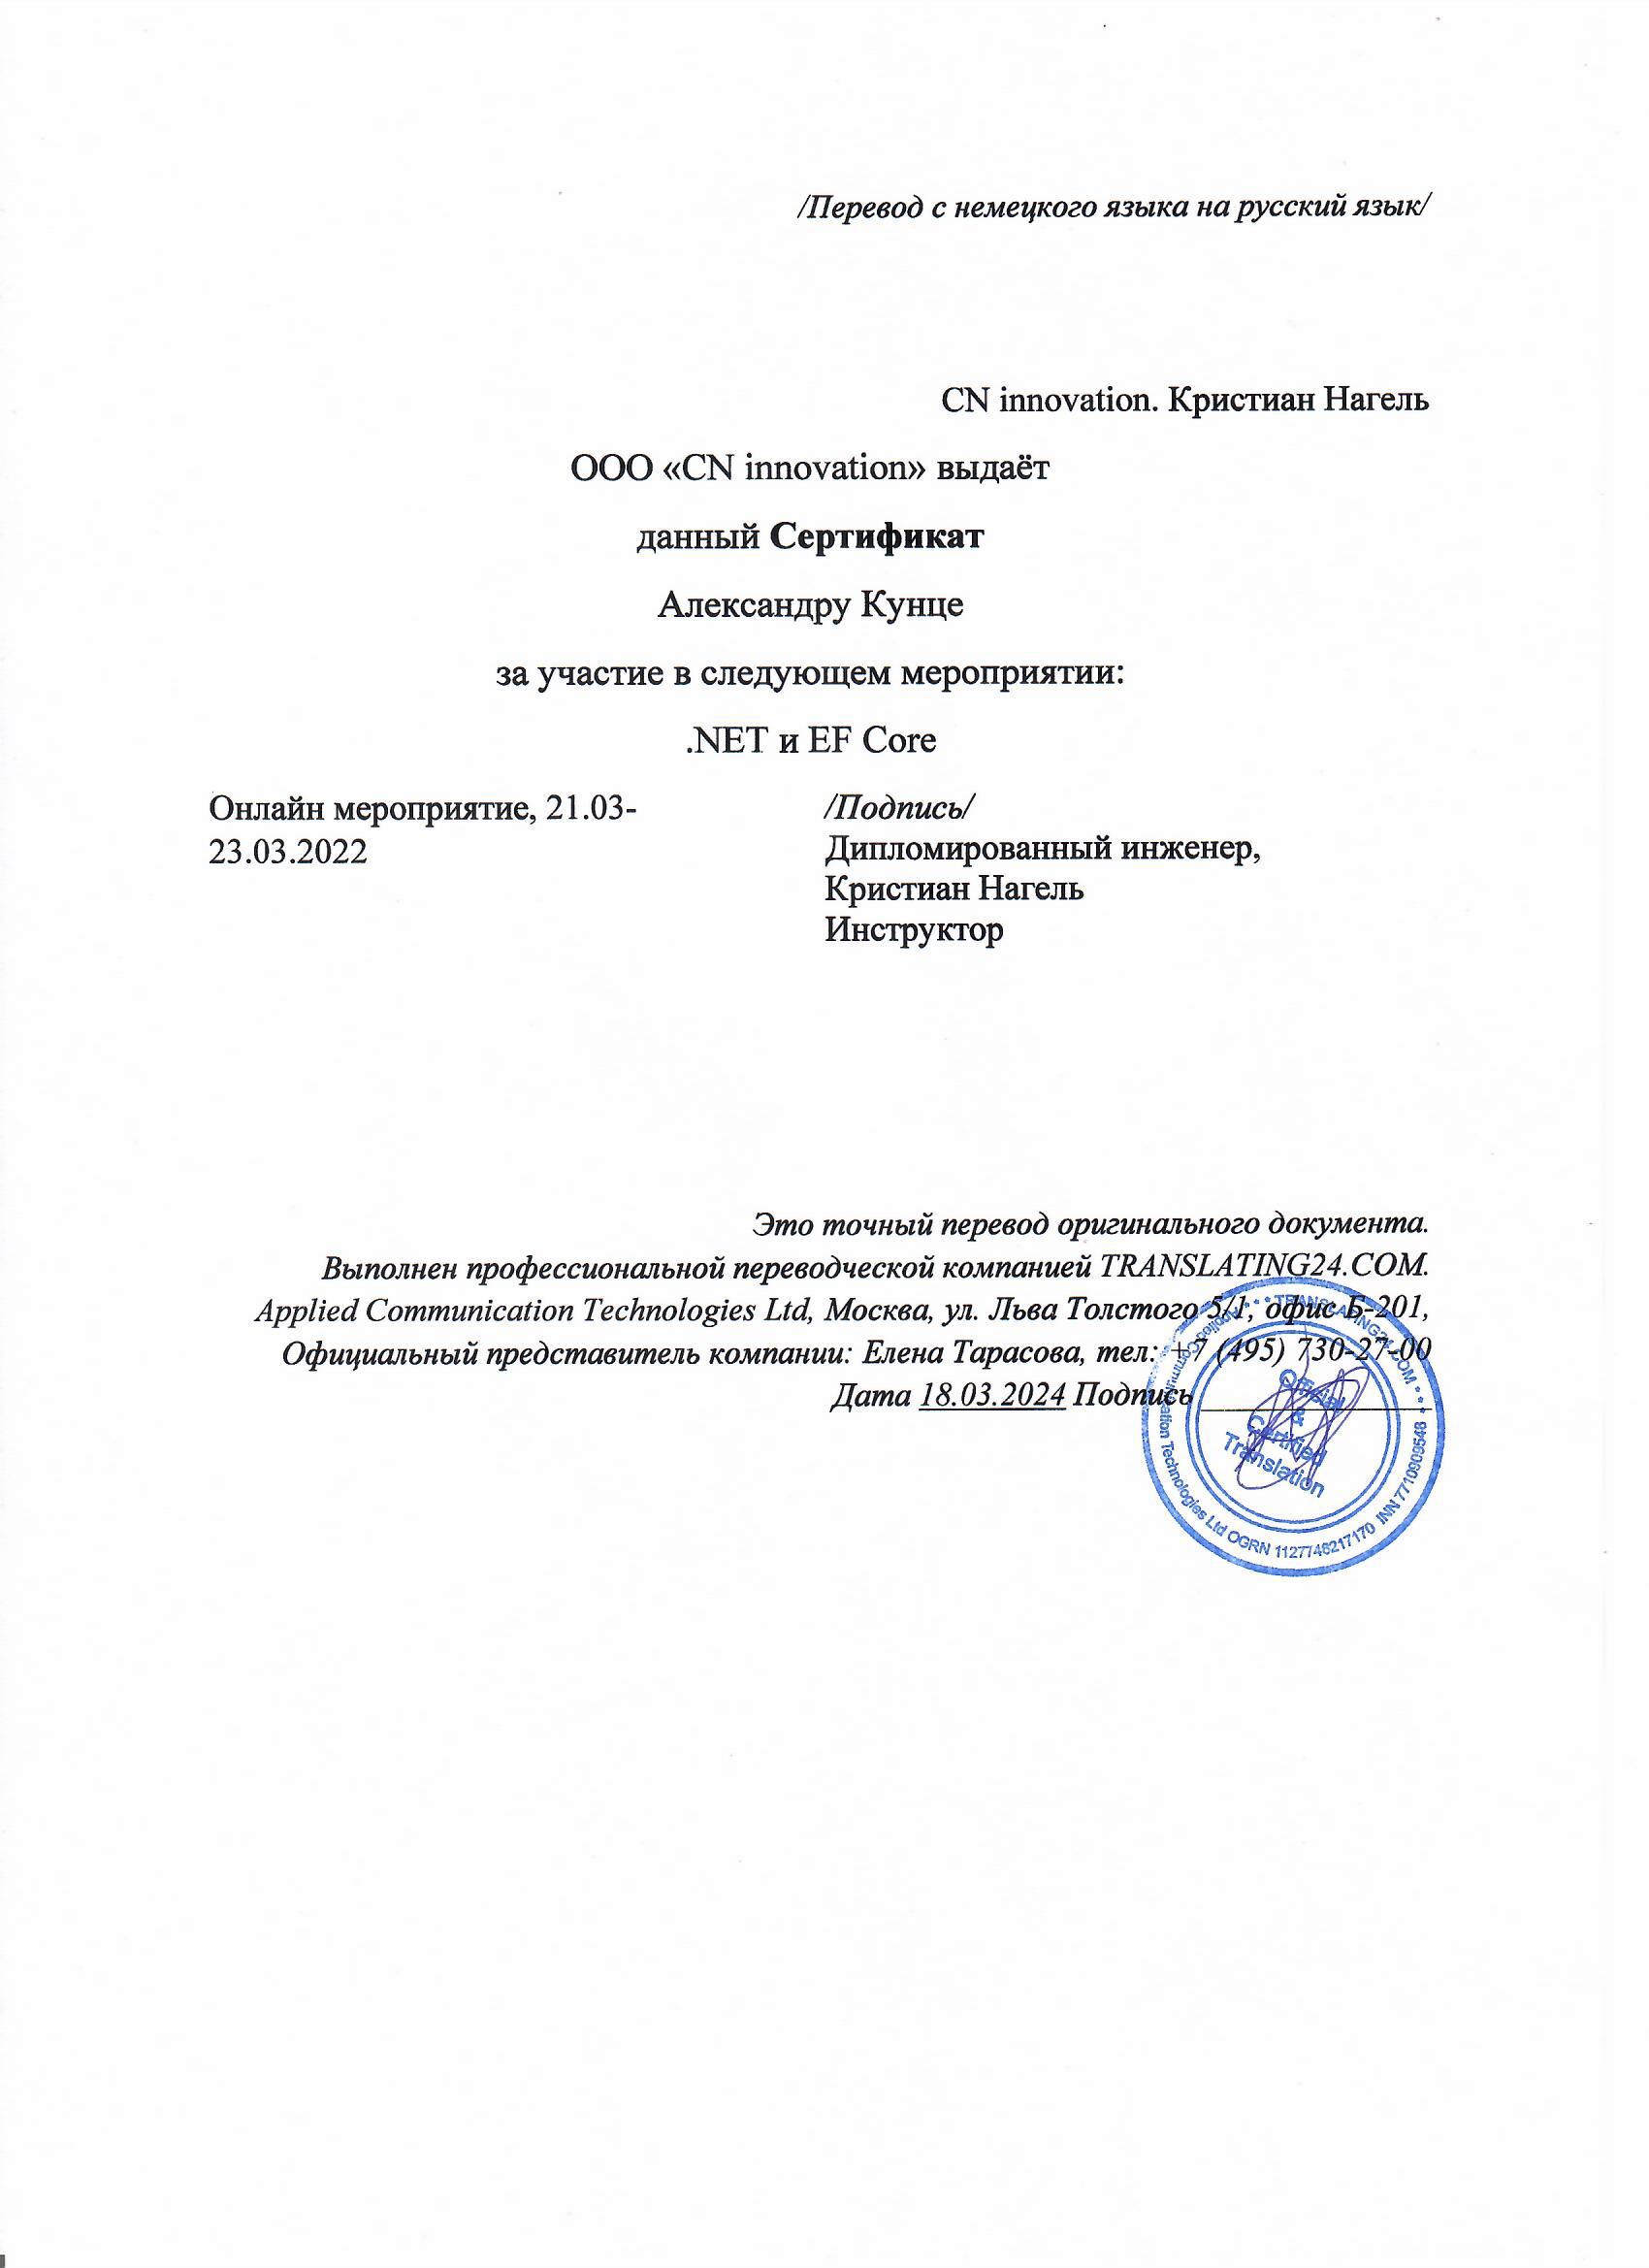 /Перевод с немецкого языка на русский язык/
CN innovation. Кристиан Нагель
ООО «CN innovation» выдаёт
данный Сертификат
Александру Кунце
за участие в следующем мероприятии:
.NET и EF Core
Онлайн мероприятие, 21.03-
23.03.2022
/Подпись/
Дипломированный инженер,
Кристиан Нагель
Инструктор
Это точный перевод оригинального документа.
Выполнен профессиональной переводческой компанией TRANSLATING24.COM.
Applied Communication Technologies Ltd, Москва, ул. Льва Толстого 5/1, офис Б-201,
Официальный представитель компании: Елена Тарасова, тел: +7 (495) 730-27-00
Дата 18.03.2024 Подпись
TRANSLATING24.COM
Applied Communication Technologies Ltd OGRN 1127746217170 INN 7710909548
Official
&
Certified
Translation